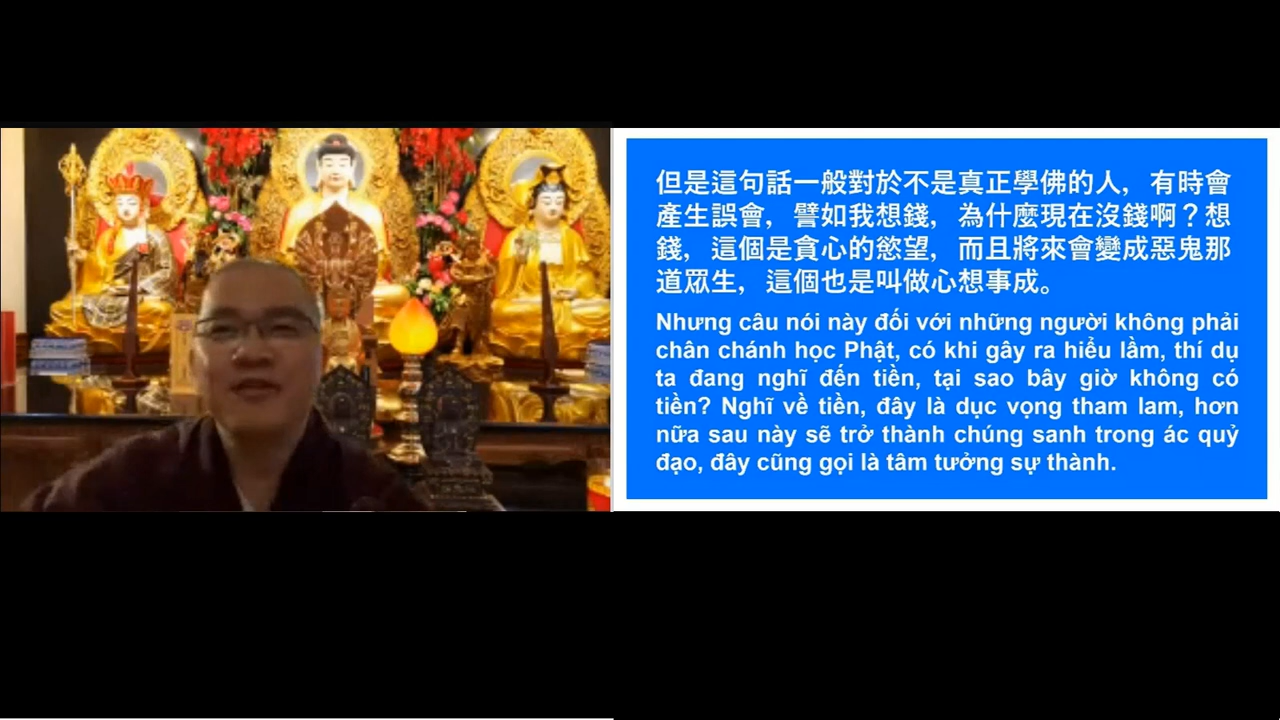 但是這句話一般對於不是真正學佛的人，有時會
產生誤會，譬如我想錢，為什麼現在沒錢啊？想
錢，這個是貪心的慾望，而且將來會變成惡鬼那
道眾生，這個也是叫做心想事成。
Nhưng câu nói này đối với những người không phải
chân chánh học Phật, có khi gây ra hiểu lầm, thí dụ
ta đang nghĩ đến tiền, tại sao bây giờ không có
tiền? Nghĩ về tiền, đây là dục vọng tham lam, hơn
nữa sau này sẽ trở thành chúng sanh trong ác quỷ
đạo, đây cũng gọi là tâm tưởng sự thành.